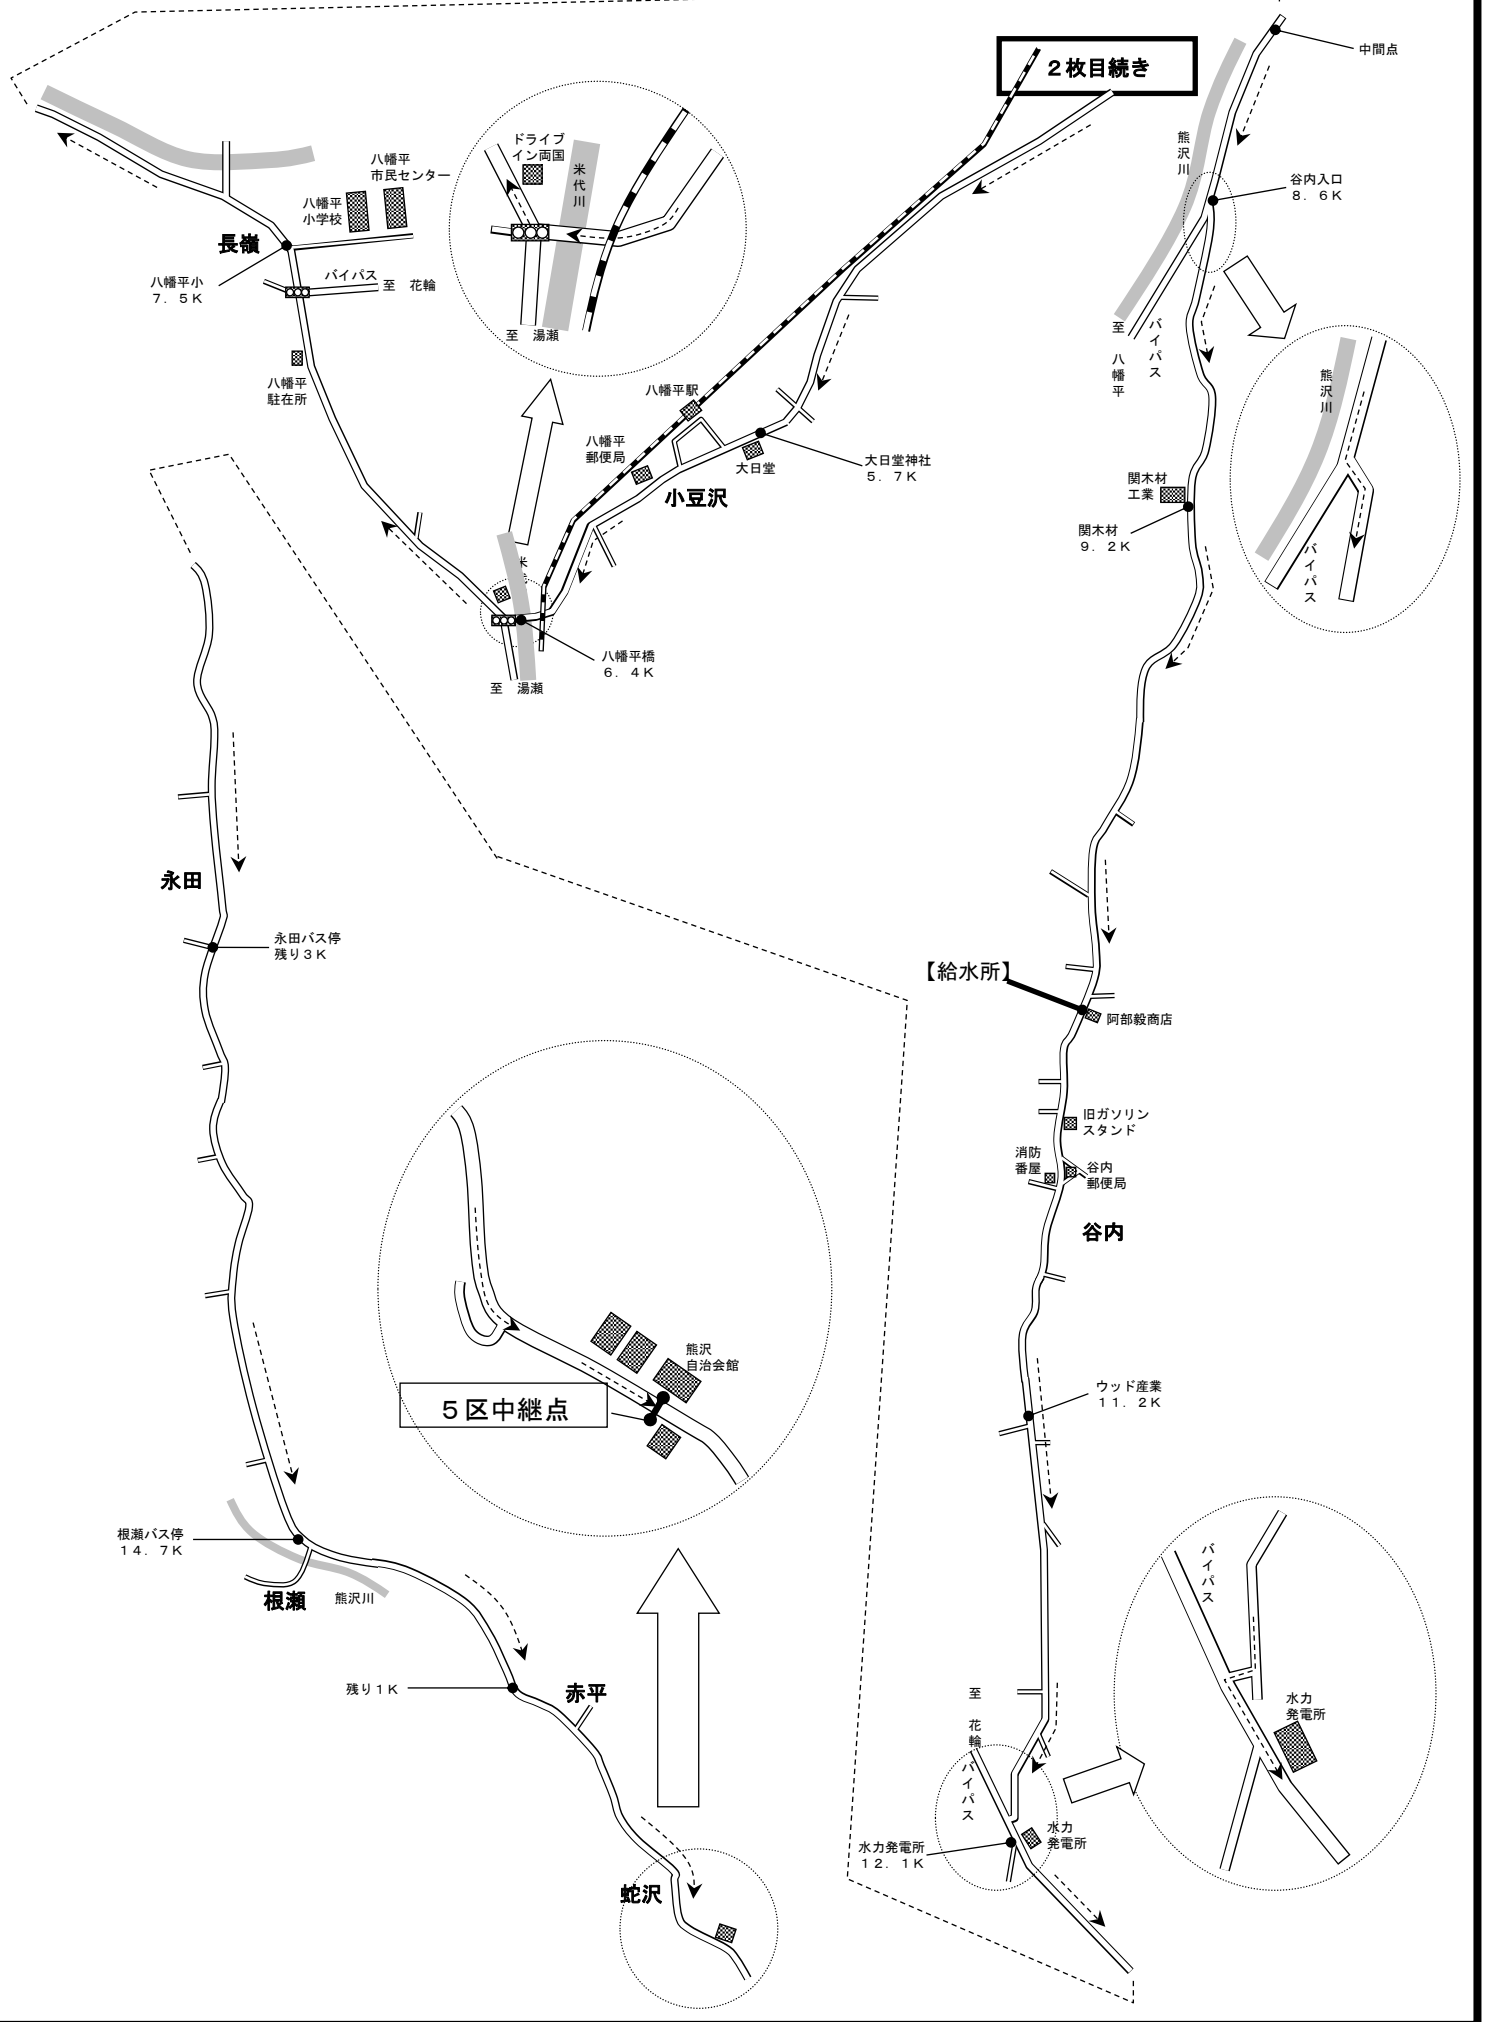 ２枚目続き
中間点
熊沢川
谷内入口
８．６Ｋ
ドライブ
イン両国
米代川
八幡平
市民センター
八幡平
小学校
長嶺
八幡平小
７．５Ｋ
バイパス
至　花輪
至　湯瀬
八幡平
駐在所
八幡平駅
八幡平
郵便局
大日堂
大日堂神社
５．７Ｋ
小豆沢
米
八幡平橋
６．４Ｋ
至　湯瀬
至　八幡平
バイパス
熊沢川
バイパス
関木材
工業
関木材
９．２Ｋ
永田
永田バス停
残り３Ｋ
【給水所】
阿部毅商店
旧ガソリン
スタンド
消防
番屋
谷内
郵便局
谷内
熊沢
自治会館
５区中継点
ウッド産業
１１．２Ｋ
根瀬バス停
１４．７Ｋ
根瀬
熊沢川
残り１Ｋ
赤平
蛇沢
至　花輪
バイパス
水力発電所
１２．１Ｋ
水力
発電所
バイパス
水力
発電所